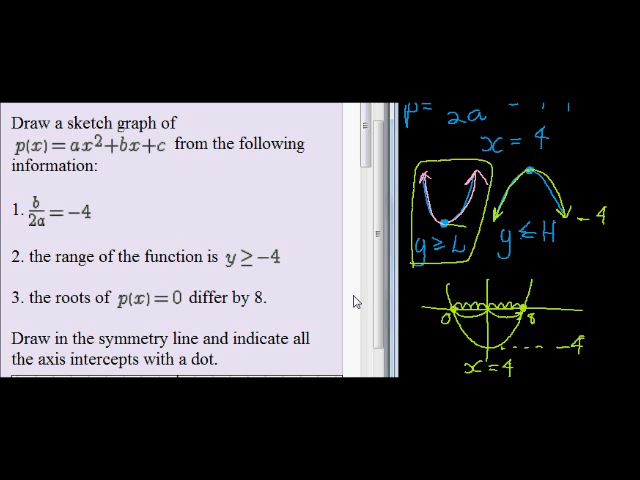 Draw a sketch graph of
p(x)=ax²+bx+c from the following
information:
1. b/2a = −4
2. the range of the function is y ≥ −4
3. the roots of p(x)=0 differ by 8.
Draw in the symmetry line and indicate all
the axis intercepts with a dot.
2a
x = 4
y ≥ L
y ≤ H
−4
0
8
−4
x = 4